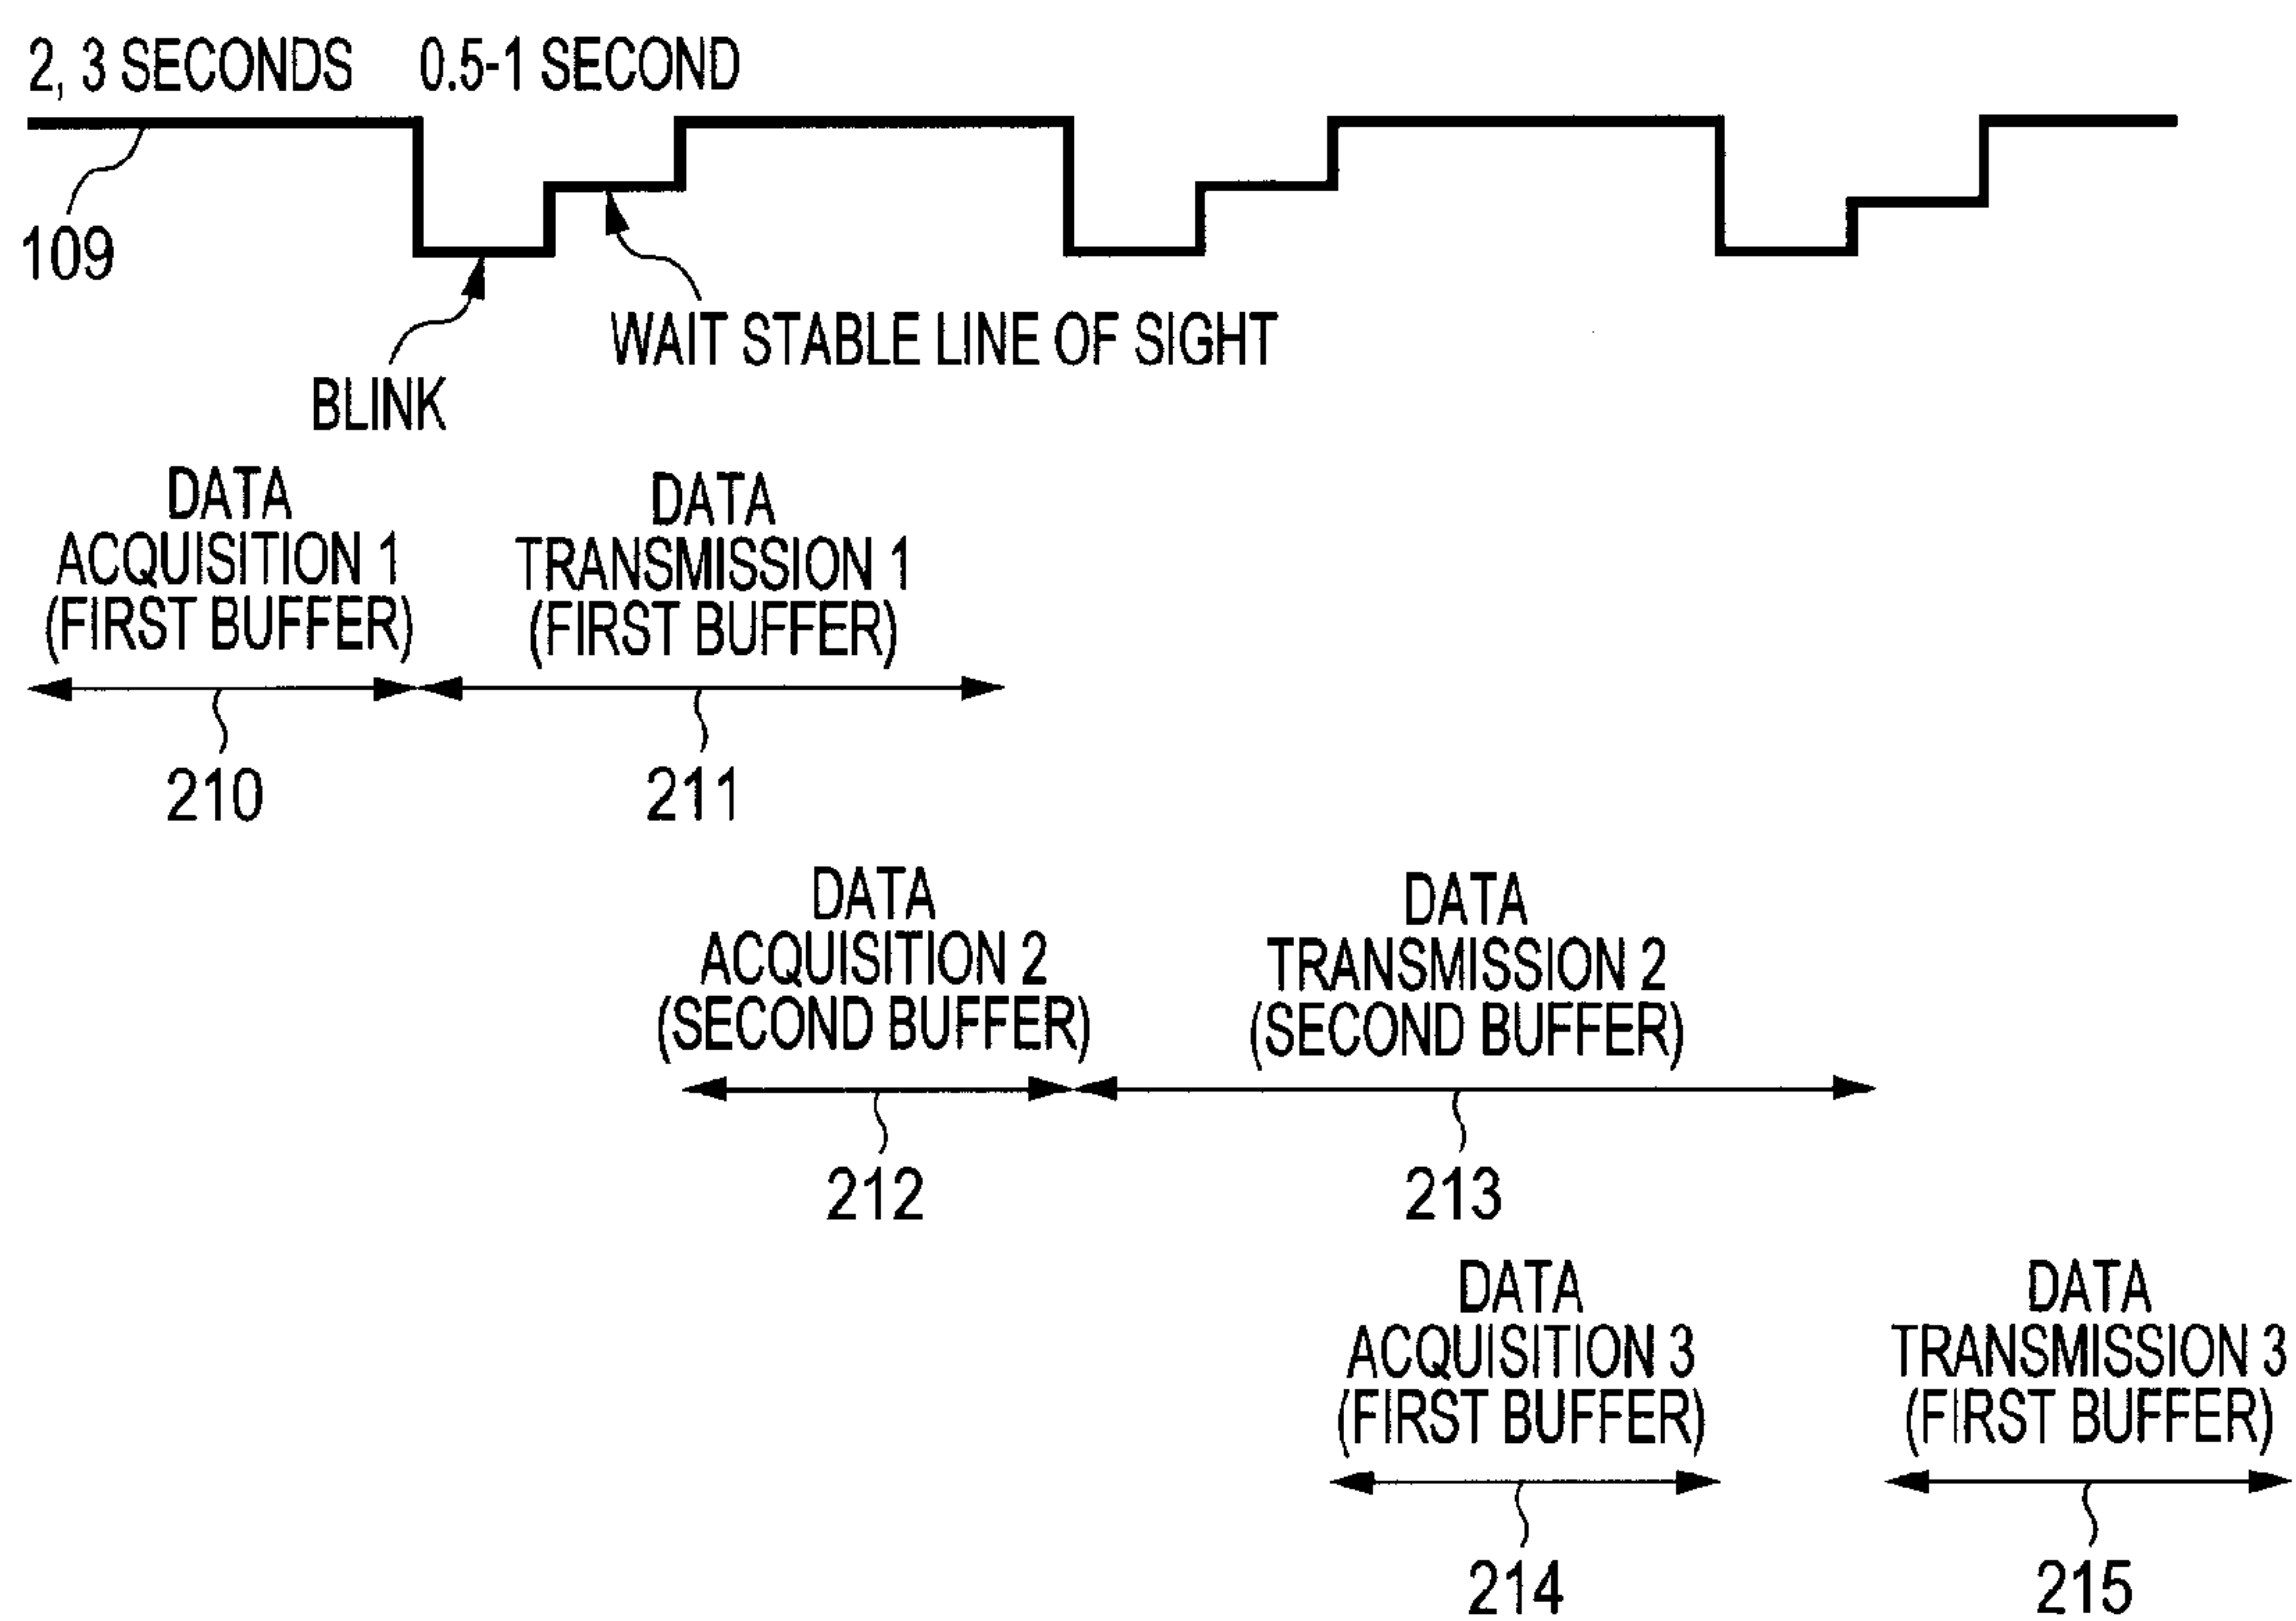 2, 3 SECONDS 0.5-1 SECOND
109
WAIT STABLE LINE OF SIGHT
BLINK
DATA
ACQUISITION 1
(FIRST BUFFER)
DATA
TRANSMISSION 1
(FIRST BUFFER)
210
211
DATA
ACQUISITION 2
(SECOND BUFFER)
DATA
TRANSMISSION 2
(SECOND BUFFER)
212
213
DATA
ACQUISITION 3
(FIRST BUFFER)
DATA
TRANSMISSION 3
(FIRST BUFFER)
214
215